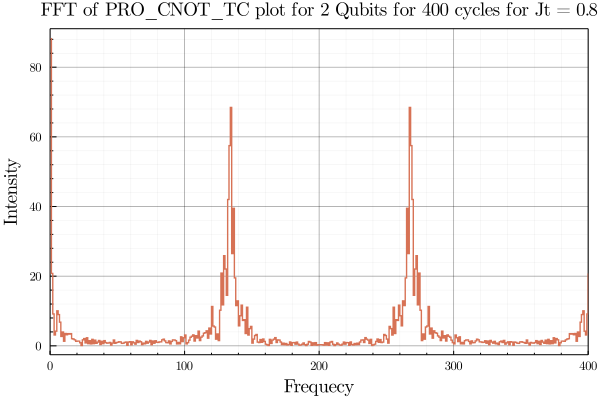 FFT of PRO_CNOT_TC plot for 2 Qubits for 400 cycles for Jt = 0.8
80
60
40
20
0
Intensity
0 100 200 300 400
Frequecy